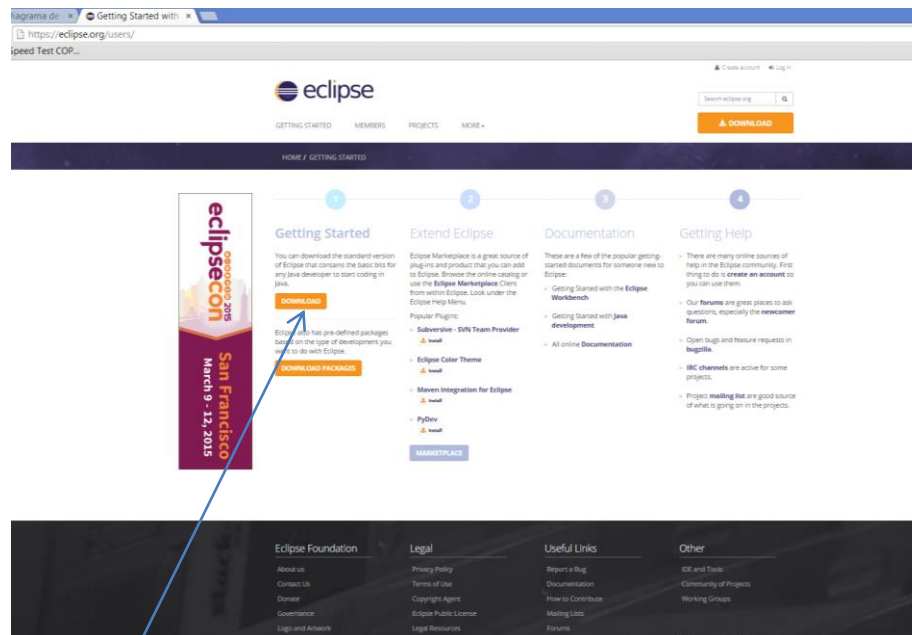 iagrama de
Getting Started with
https://eclipse.org/users/
Speed Test COP...
Create account Log in
eclipse
Search eclipse.org
GETTING STARTED MEMBERS PROJECTS MORE
DOWNLOAD
HOME / GETTING STARTED
eclipsecon 2015
San Francisco
March 9 - 12, 2015
1
Getting Started
You can download the standard version
of Eclipse that contains the basic bits for
any Java developer to start coding in
Java.
DOWNLOAD
Eclipse also has pre-defined packages
based on the type of development you
want to do with Eclipse.
DOWNLOAD PACKAGES
2
Extend Eclipse
Eclipse Marketplace is a great source of
plug-ins and product that you can add
to Eclipse. Browse the online catalog or
use the Eclipse Marketplace Client
from within Eclipse. Look under the
Eclipse Help Menu.
Popular Plugins:
Subversive - SVN Team Provider
Install
Eclipse Color Theme
Install
Maven Integration for Eclipse
Install
PyDev
Install
MARKETPLACE
3
Documentation
These are a few of the popular getting-
started documents for someone new to
Eclipse:
Getting Started with the Eclipse
Workbench
Getting Started with Java
development
All online Documentation
4
Getting Help
There are many online sources of
help in the Eclipse community. First
thing to do is create an account so
you can use them.
Our forums are great places to ask
questions, especially the newcomer
forum.
Open bugs and feature requests in
bugzilla.
IRC channels are active for some
projects.
Project mailing list are good source
of what is going on in the projects.
Eclipse Foundation
About us
Contact Us
Donate
Governance
Logo and Artwork
Legal
Privacy Policy
Terms of Use
Copyright Agent
Eclipse Public License
Legal Resources
Useful Links
Report a Bug
Documentation
How to Contribute
Mailing Lists
Forums
Other
IDE and Tools
Community of Projects
Working Groups